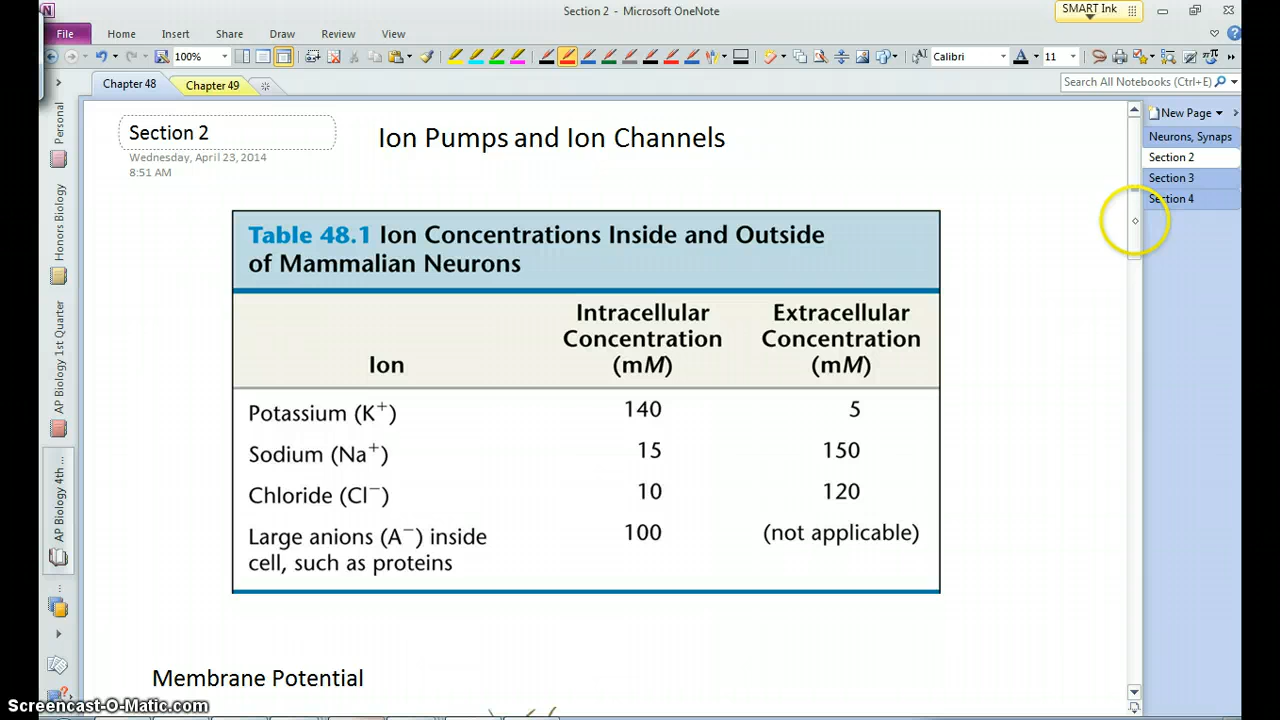 Section 2 - Microsoft OneNote
SMART Ink
File Home Insert Share Draw Review View
100% Calibri 11
Chapter 48 Chapter 49
Search All Notebooks (Ctrl+E)
New Page
Neurons, Synaps
Section 2
Section 3
Section 4
Personal
Honors Biology
AP Biology 1st Quarter
AP Biology 4th ...
Section 2
Wednesday, April 23, 2014
8:51 AM
Ion Pumps and Ion Channels
Table 48.1 Ion Concentrations Inside and Outside
of Mammalian Neurons
Ion Intracellular Concentration (mM) Extracellular Concentration (mM)
Potassium (K+) 140 5
Sodium (Na+) 15 150
Chloride (Cl−) 10 120
Large anions (A−) inside 100 (not applicable)
cell, such as proteins
Membrane Potential
Screencast-O-Matic.com